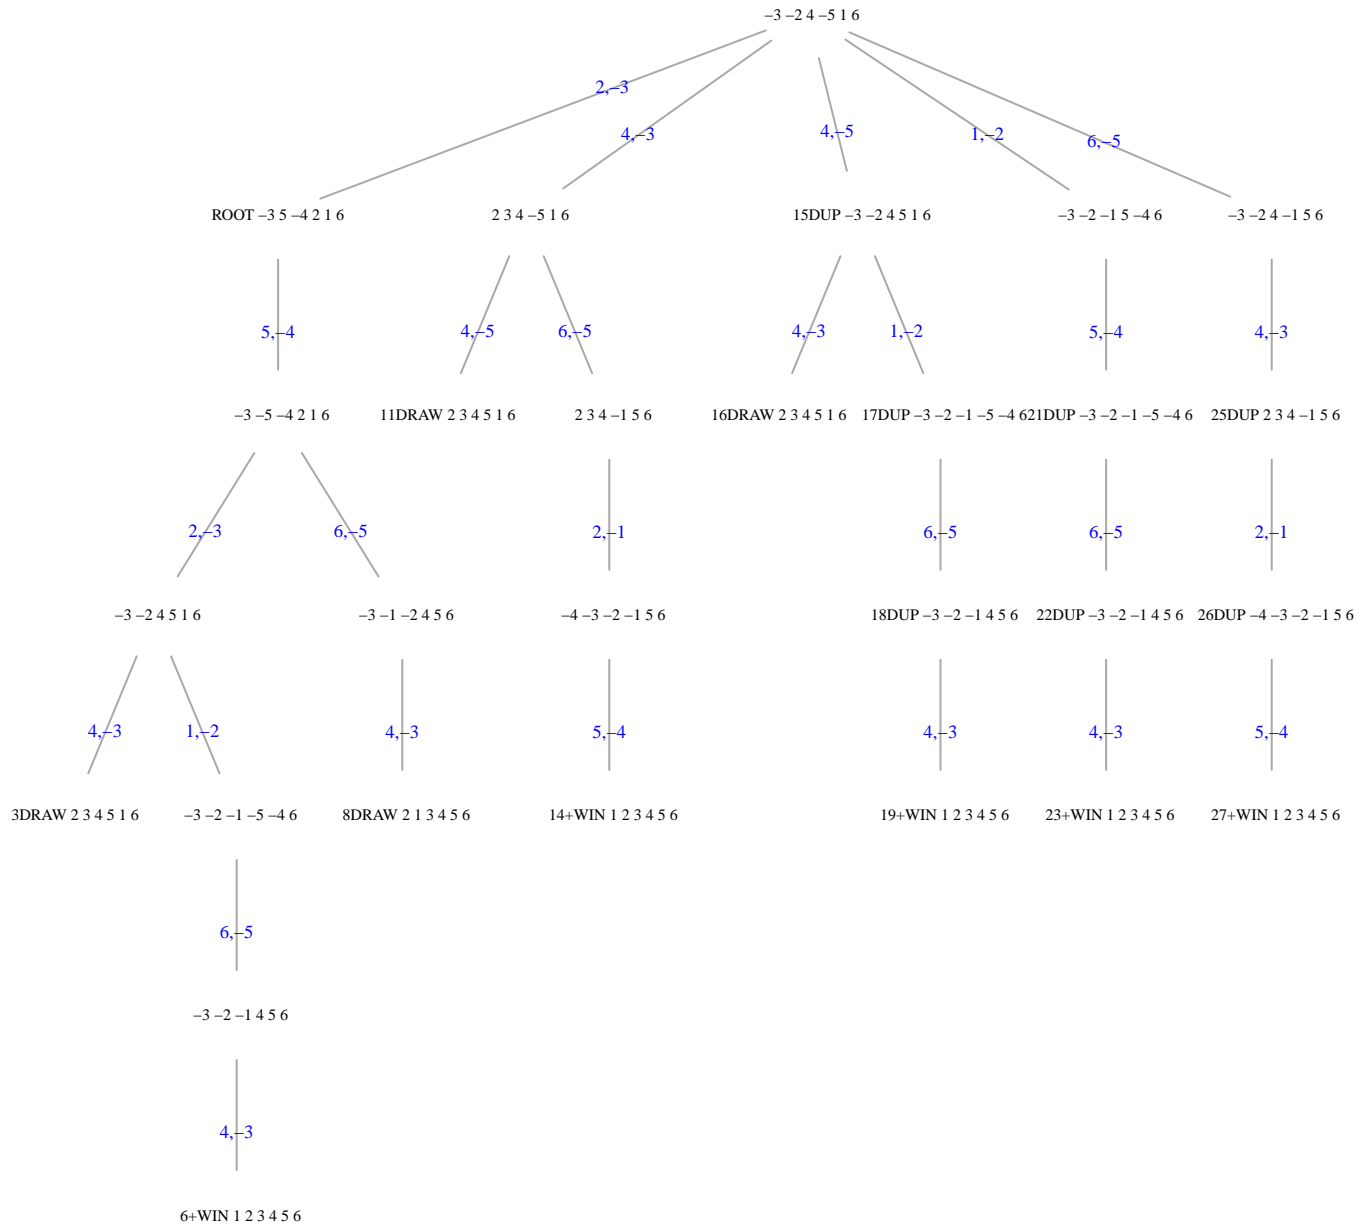 −3 −2 4 −5 1 6
2,−3
4,−3
4,−5
1,−2
6,−5
ROOT −3 5 −4 2 1 6
2 3 4 −5 1 6
15DUP −3 −2 4 5 1 6
−3 −2 −1 5 −4 6
−3 −2 4 −1 5 6
5,−4
4,−5
6,−5
4,−3
1,−2
5,−4
4,−3
−3 −5 −4 2 1 6
11DRAW 2 3 4 5 1 6
2 3 4 −1 5 6
16DRAW 2 3 4 5 1 6
17DUP −3 −2 −1 −5 −4 6
21DUP −3 −2 −1 −5 −4 6
25DUP 2 3 4 −1 5 6
2,−3
6,−5
2,−1
6,−5
6,−5
2,−1
−3 −2 4 5 1 6
−3 −1 −2 4 5 6
−4 −3 −2 −1 5 6
18DUP −3 −2 −1 4 5 6
22DUP −3 −2 −1 4 5 6
26DUP −4 −3 −2 −1 5 6
4,−3
1,−2
4,−3
5,−4
4,−3
4,−3
5,−4
3DRAW 2 3 4 5 1 6
−3 −2 −1 −5 −4 6
8DRAW 2 1 3 4 5 6
14+WIN 1 2 3 4 5 6
19+WIN 1 2 3 4 5 6
23+WIN 1 2 3 4 5 6
27+WIN 1 2 3 4 5 6
6,−5
−3 −2 −1 4 5 6
4,−3
6+WIN 1 2 3 4 5 6